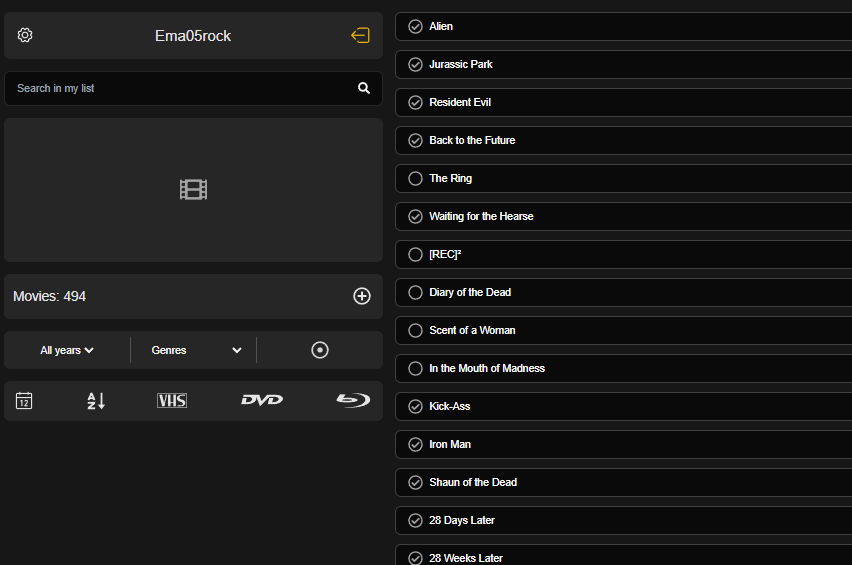 Ema05rock
Search in my list
Movies: 494
All years
Genres
12
A
Z
VHS
DVD
Alien
Jurassic Park
Resident Evil
Back to the Future
The Ring
Waiting for the Hearse
[REC]²
Diary of the Dead
Scent of a Woman
In the Mouth of Madness
Kick-Ass
Iron Man
Shaun of the Dead
28 Days Later
28 Weeks Later